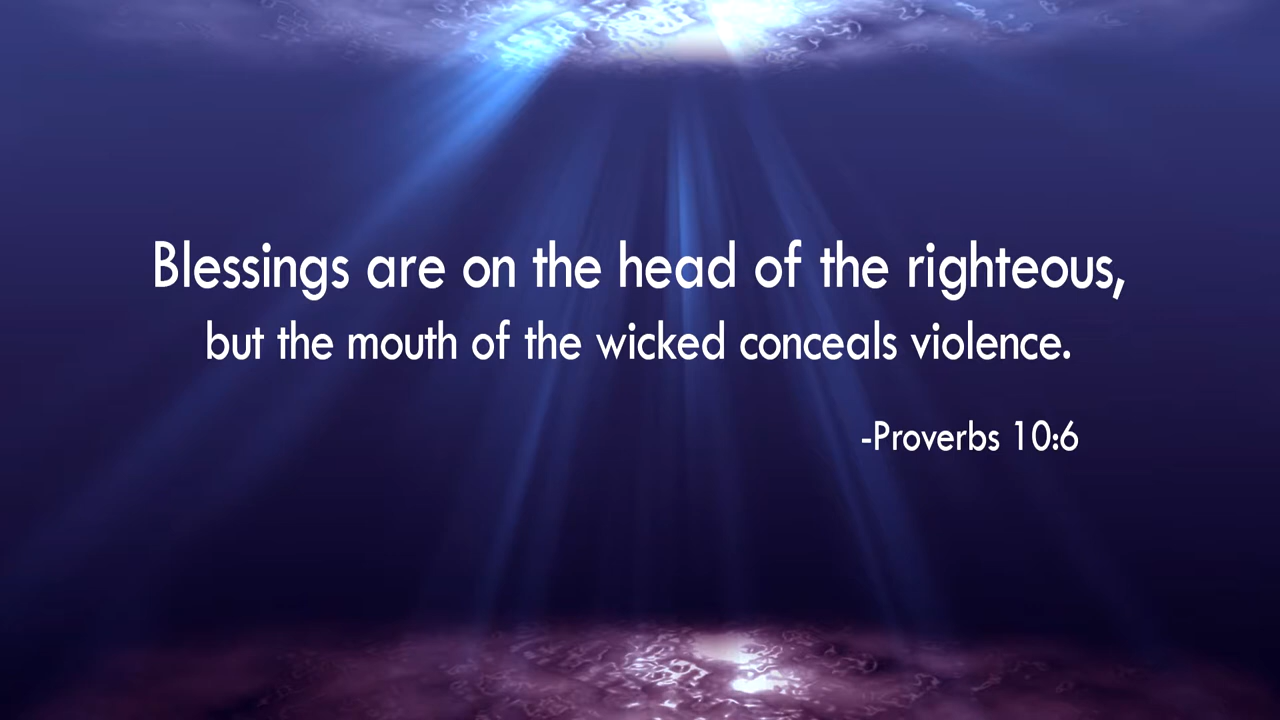 Blessings are on the head of the righteous,
but the mouth of the wicked conceals violence.
-Proverbs 10:6